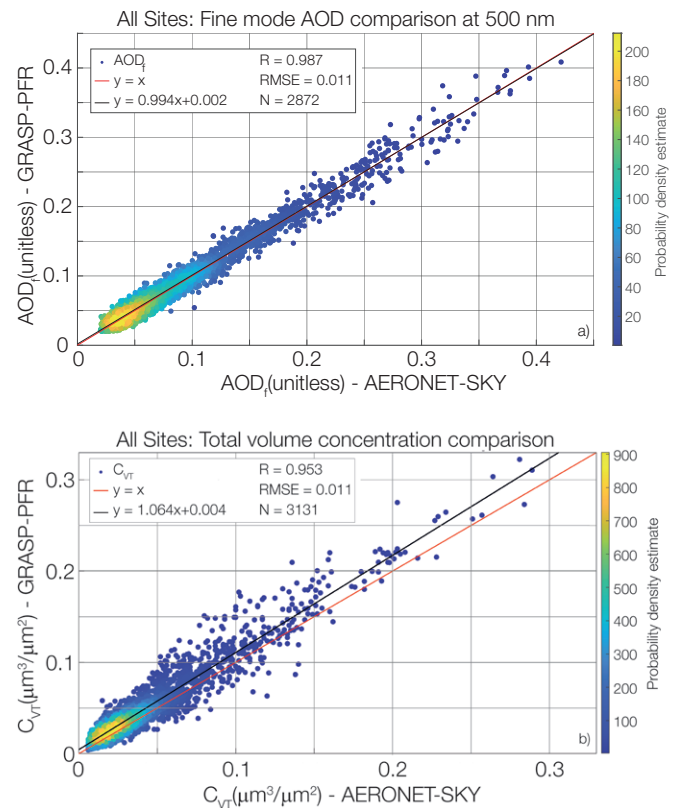 All Sites: Fine mode AOD comparison at 500 nm
AOD_f R = 0.987
y = x RMSE = 0.011
y = 0.994x+0.002 N = 2872
0.4
0.3
0.2
0.1
0
AOD_f(unitless) - GRASP-PFR
0 0.1 0.2 0.3 0.4
AOD_f(unitless) - AERONET-SKY
a)
200
180
160
140
120
100
80
60
40
20
Probability density estimate
All Sites: Total volume concentration comparison
C_VT R = 0.953
y = x RMSE = 0.011
y = 1.064x+0.004 N = 3131
0.3
0.2
0.1
0
C_VT(μm³/μm²) - GRASP-PFR
0 0.1 0.2 0.3
C_VT(μm³/μm²) - AERONET-SKY
b)
900
800
700
600
500
400
300
200
100
Probability density estimate